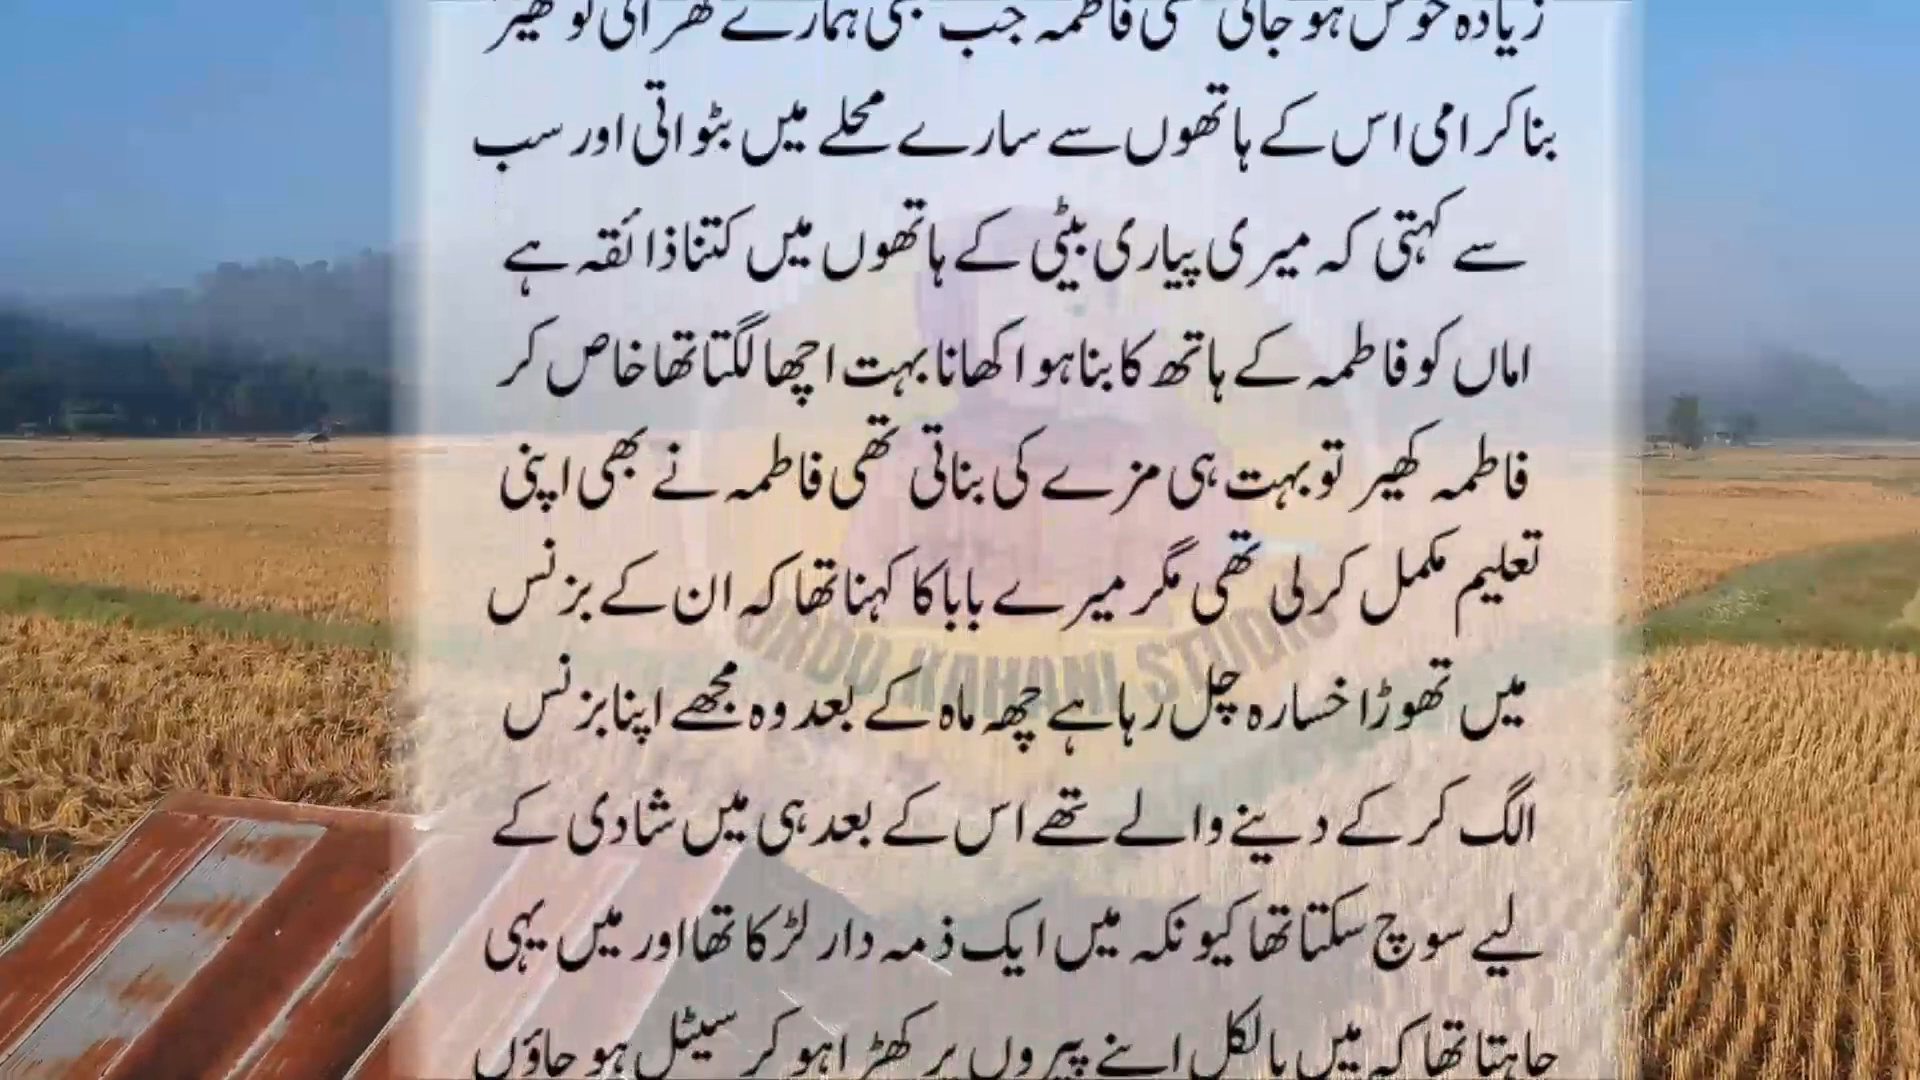 زیادہ خوش ہو جاتی تھی فاطمہ جب بھی ہمارے گھر آتی تو کھیر
بنا کر امی اس کے ہاتھوں سے سارے محلے میں بٹواتی اور سب
سے کہتی کہ میری پیاری بیٹی کے ہاتھوں میں کتنا ذائقہ ہے
اماں کو فاطمہ کے ہاتھ کا بنا ہوا کھانا بہت اچھا لگتا تھا خاص کر
فاطمہ کھیر تو بہت ہی مزے کی بناتی تھی فاطمہ نے بھی اپنی
تعلیم مکمل کر لی تھی مگر میرے بابا کا کہنا تھا کہ ان کے بزنس
URDU KAHANI STUDIO
میں تھوڑا خسارہ چل رہا ہے چھ ماہ کے بعد وہ مجھے اپنا بزنس
الگ کر کے دینے والے تھے اس کے بعد ہی میں شادی کے
لیے سوچ سکتا تھا کیونکہ میں ایک ذمہ دار لڑکا تھا اور میں یہی
چاہتا تھا کہ میں بالکل اپنے پیروں پر کھڑا ہو کر سیٹل ہو جاؤں